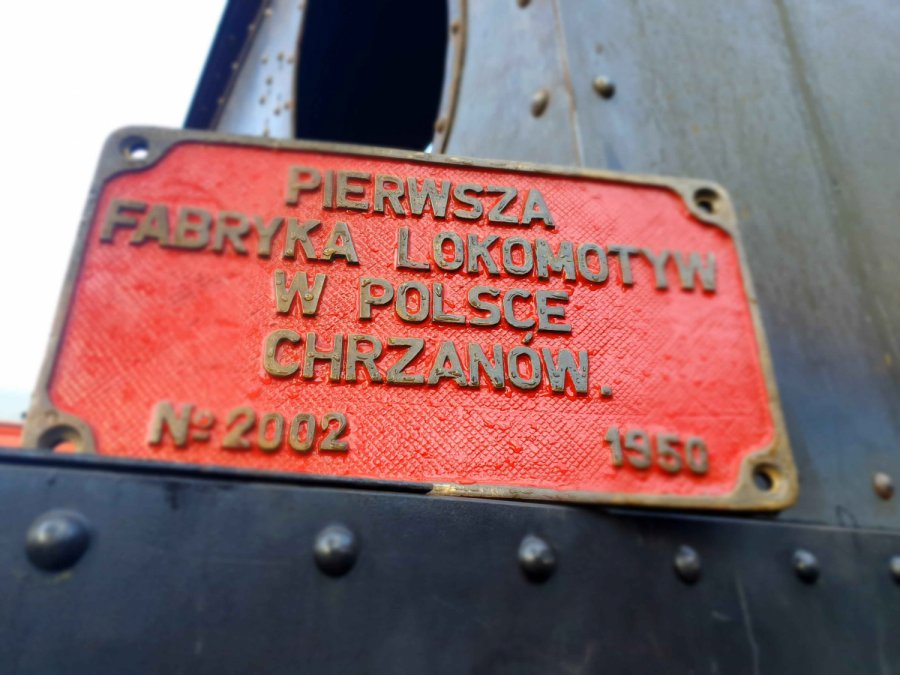 PIERWSZA
FABRYKA LOKOMOTYW
W POLSCE
CHRZANÓW.
№ 2002 1950